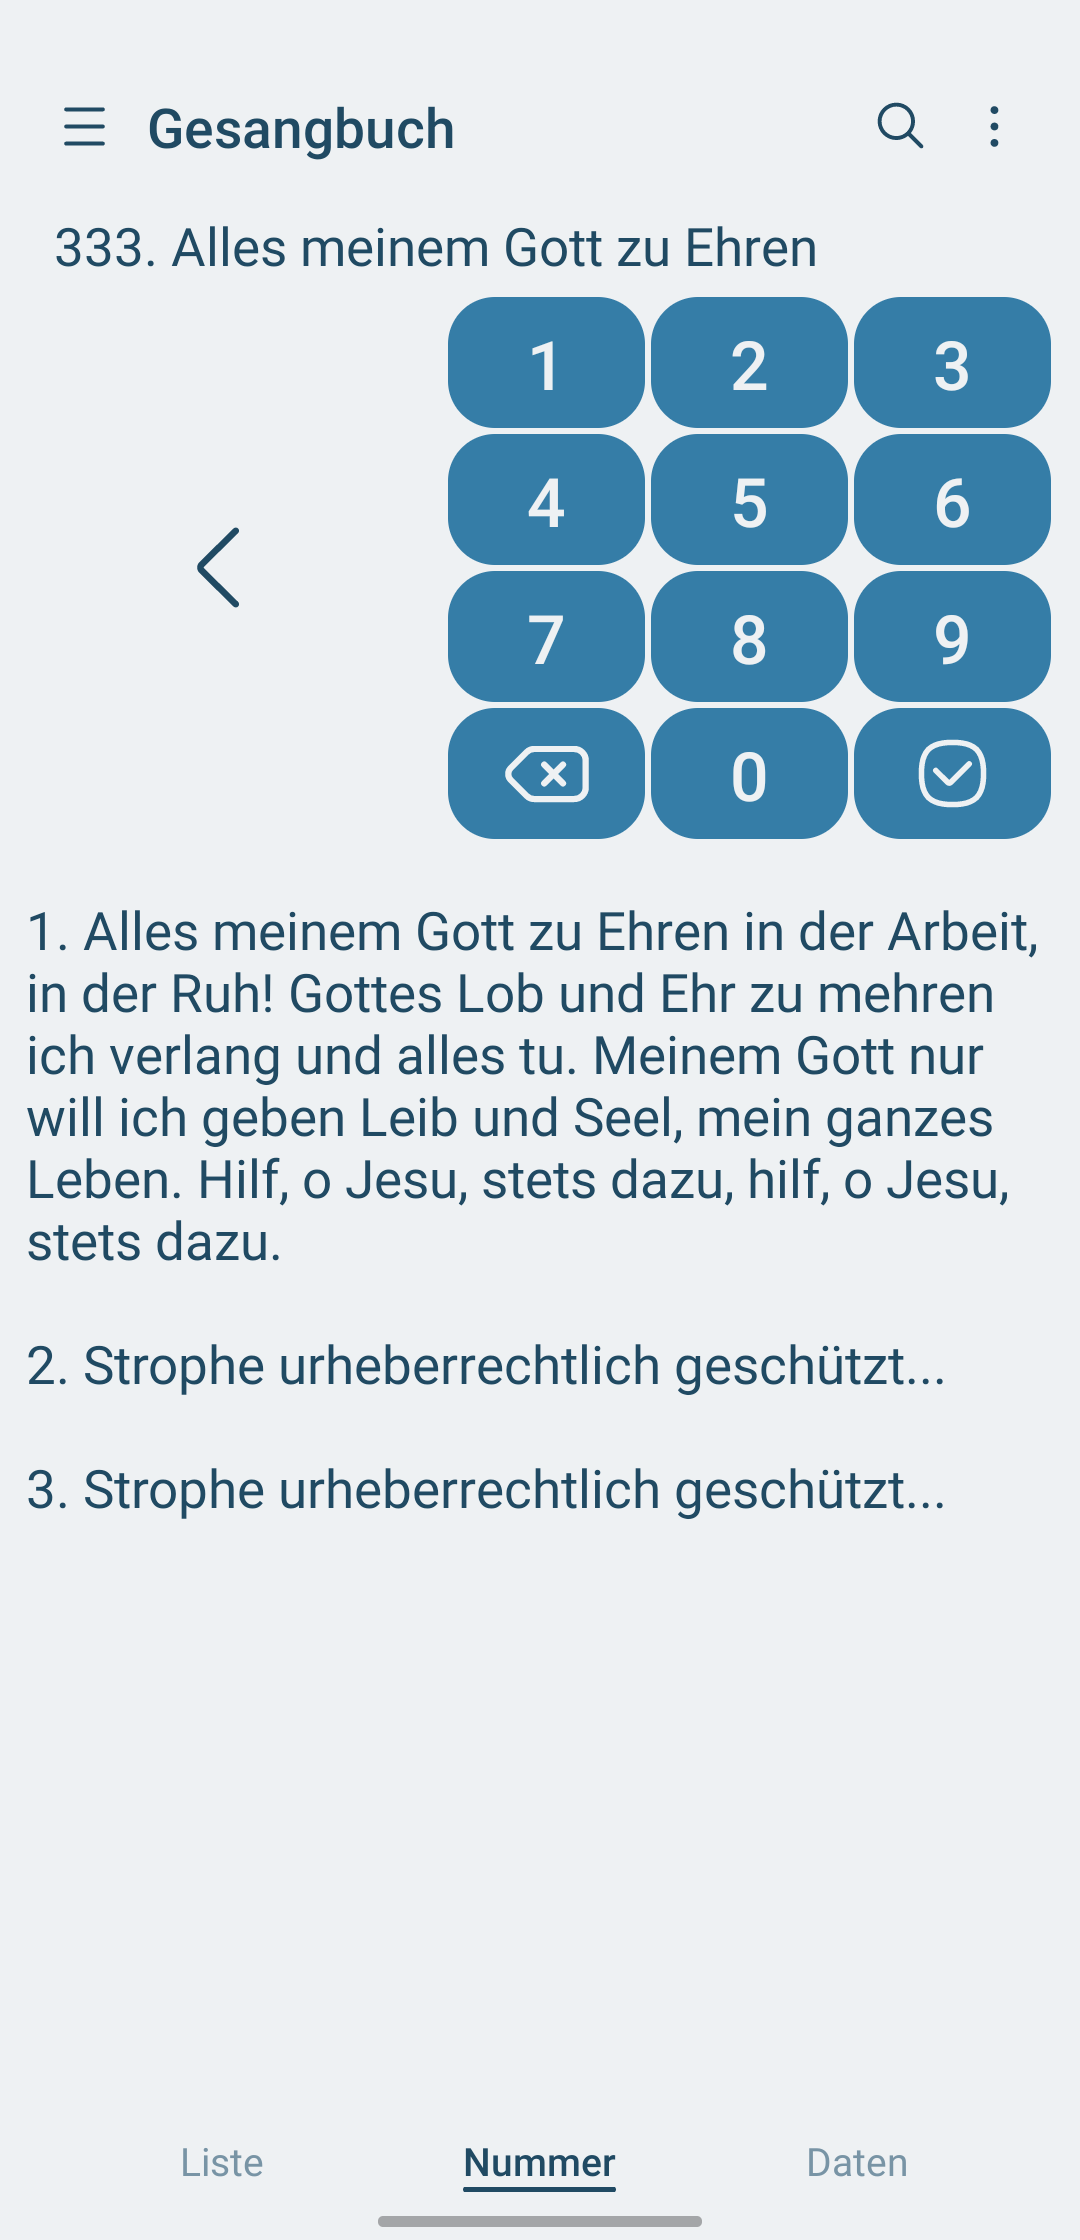 Gesangbuch
333. Alles meinem Gott zu Ehren
1 2 3
4 5 6
7 8 9
0
1. Alles meinem Gott zu Ehren in der Arbeit,
in der Ruh! Gottes Lob und Ehr zu mehren
ich verlang und alles tu. Meinem Gott nur
will ich geben Leib und Seel, mein ganzes
Leben. Hilf, o Jesu, stets dazu, hilf, o Jesu,
stets dazu.
2. Strophe urheberrechtlich geschützt...
3. Strophe urheberrechtlich geschützt...
Liste Nummer Daten